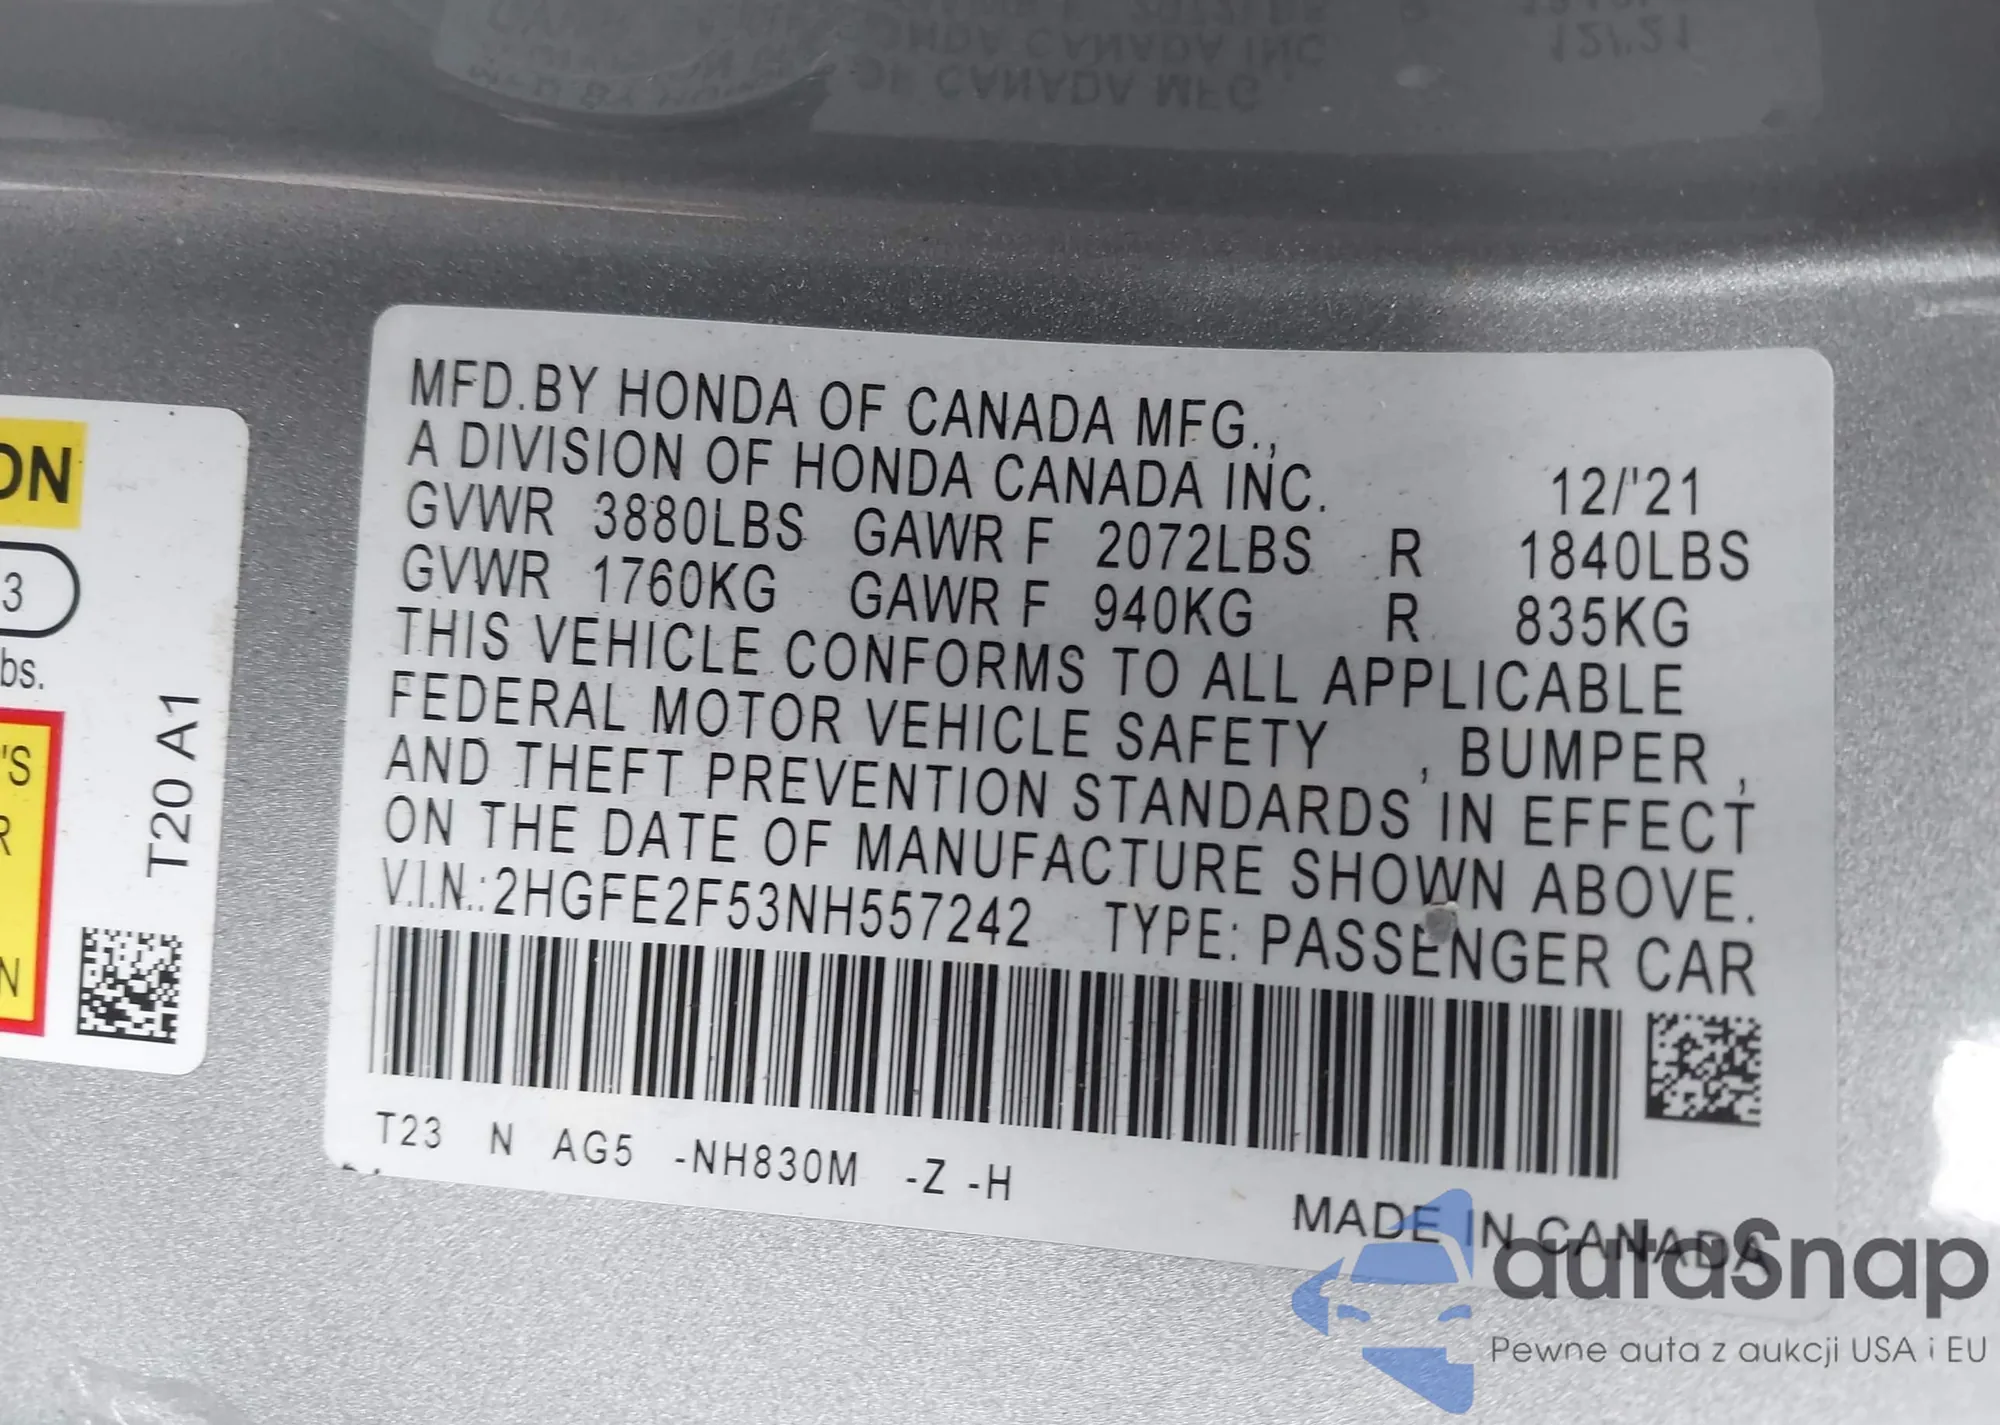 MFD.BY HONDA OF CANADA MFG.,
A DIVISION OF HONDA CANADA INC. 12/'21
GVWR 3880LBS GAWR F 2072LBS R 1840LBS
GVWR 1760KG GAWR F 940KG R 835KG
THIS VEHICLE CONFORMS TO ALL APPLICABLE
FEDERAL MOTOR VEHICLE SAFETY , BUMPER ,
AND THEFT PREVENTION STANDARDS IN EFFECT
ON THE DATE OF MANUFACTURE SHOWN ABOVE.
V.I.N.:2HGFE2F53NH557242 TYPE: PASSENGER CAR
T23 N AG5 -NH830M -Z -H
MADE IN CANADA
ON
3
bs.
'S
R
N
T20 A1
autaSnap
Pewne auta z aukcji USA i EU